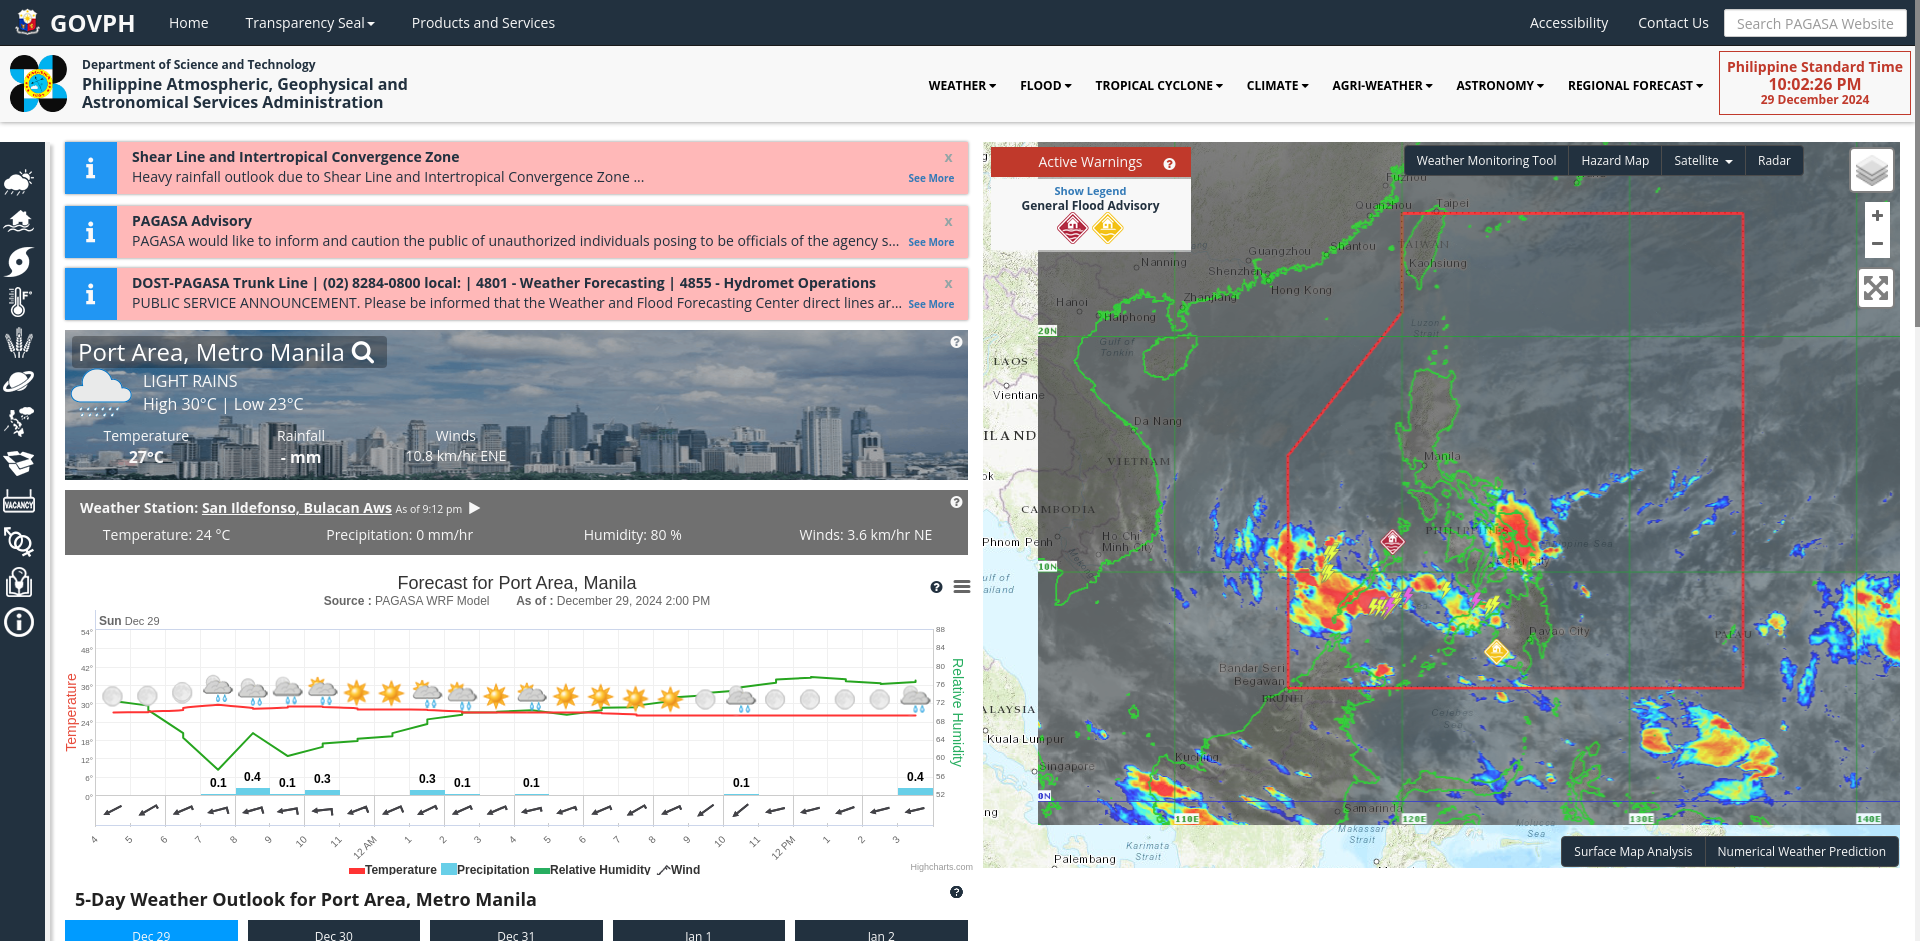 GOVPH
Home
Transparency Seal
Products and Services
Accessibility
Contact Us
Search PAGASA Website
Department of Science and Technology
Philippine Atmospheric, Geophysical and
Astronomical Services Administration
WEATHER
FLOOD
TROPICAL CYCLONE
CLIMATE
AGRI-WEATHER
ASTRONOMY
REGIONAL FORECAST
Philippine Standard Time
10:02:26 PM
29 December 2024
VACANCY
Shear Line and Intertropical Convergence Zone
x
Heavy rainfall outlook due to Shear Line and Intertropical Convergence Zone ...
See More
PAGASA Advisory
x
PAGASA would like to inform and caution the public of unauthorized individuals posing to be officials of the agency s...
See More
DOST-PAGASA Trunk Line | (02) 8284-0800 local: | 4801 - Weather Forecasting | 4855 - Hydromet Operations
x
PUBLIC SERVICE ANNOUNCEMENT. Please be informed that the Weather and Flood Forecasting Center direct lines ar...
See More
Port Area, Metro Manila
LIGHT RAINS
High 30°C | Low 23°C
Temperature
Rainfall
Winds
27°C
- mm
10.8 km/hr ENE
Weather Station: San Ildefonso, Bulacan Aws As of 9:12 pm
Temperature: 24 °C
Precipitation: 0 mm/hr
Humidity: 80 %
Winds: 3.6 km/hr NE
Forecast for Port Area, Manila
Source : PAGASA WRF Model As of : December 29, 2024 2:00 PM
Sun Dec 29
Temperature
54°
48°
42°
36°
30°
24°
18°
12°
6°
0°
88
84
80
76
72
68
64
60
56
52
Relative Humidity
0.1
0.4
0.1
0.3
0.3
0.1
0.1
0.1
0.4
4
5
6
7
8
9
10
11
12 AM
1
2
3
4
5
6
7
8
9
10
11
12 PM
1
2
3
Temperature
Precipitation
Relative Humidity
Wind
Highcharts.com
5-Day Weather Outlook for Port Area, Metro Manila
Dec 29
Dec 30
Dec 31
Jan 1
Jan 2
Active Warnings
Show Legend
General Flood Advisory
Weather Monitoring Tool
Hazard Map
Satellite
Radar
+
−
Fuzhou
Quanzhou
Taipei
TAIWAN
Kaohsiung
Shantou
Guangzhou
Shenzhen
Hong Kong
Nanning
Zhanjiang
Hanoi
Haiphong
Gulf of
Tonkin
Luzon
Strait
20N
LAOS
Vientiane
Da Nang
ILAND
VIETNAM
Manila
ok
CAMBODIA
Phnom Penh
Ho Chi
Minh City
PHILIPPINES
Cebu City
10N
ulf of
ailand
Davao City
PALAU
Bandar Seri
Begawan
BRUNEI
Celebes
Sea
ALAYSIA
Kuala Lumpur
Kuching
Singapore
0N
Samarinda
ng
110E
120E
130E
140E
Makassar
Strait
Molucca
Sea
Karimata
Strait
Palembang
Surface Map Analysis
Numerical Weather Prediction